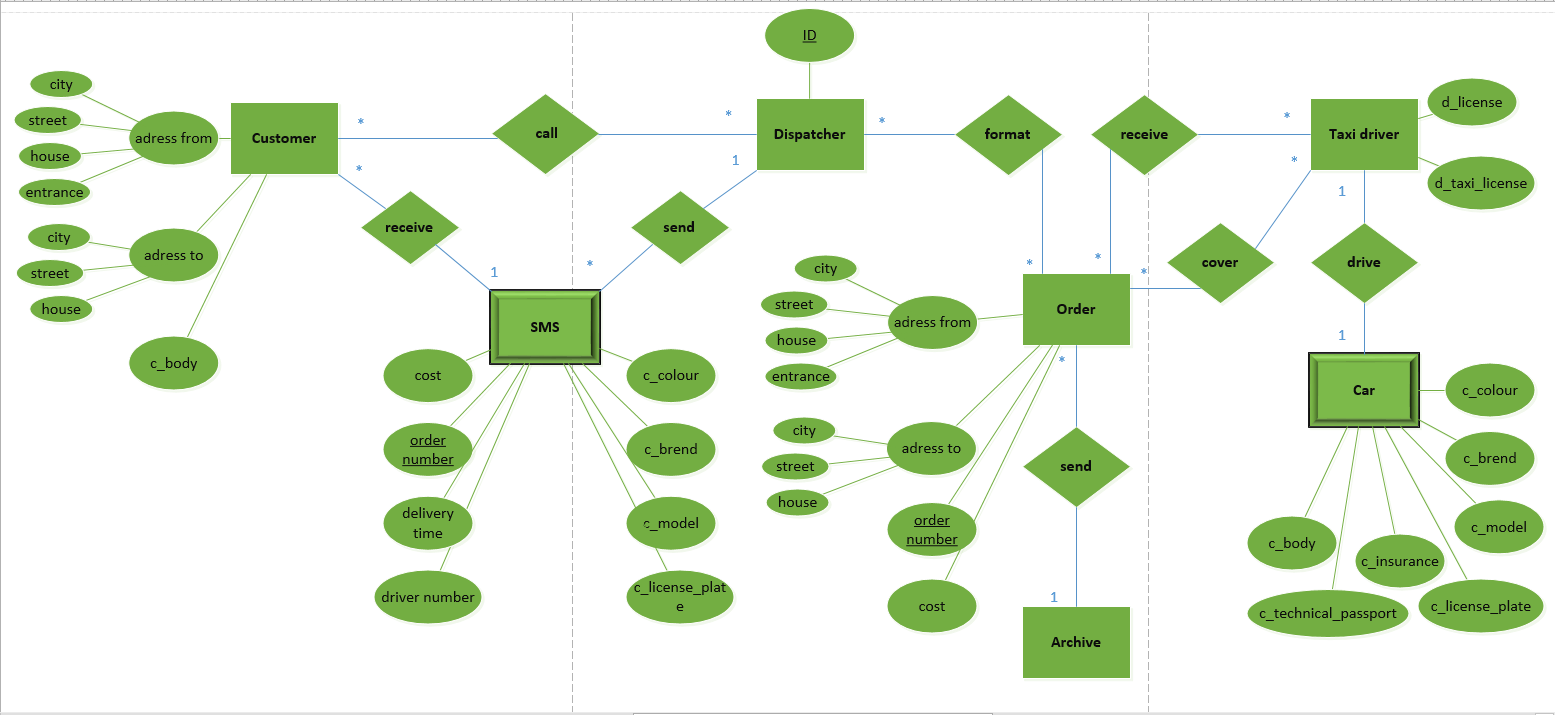 ID
city
street
house
entrance
adress from
Customer
*
call
*
Dispatcher
*
format
receive
*
Taxi driver
d_license
d_taxi_license
*
receive
1
1
send
*
*
*
*
cover
*
1
drive
1
city
street
house
adress to
c_body
SMS
cost
order
number
delivery
time
driver number
c_colour
c_brend
c_model
c_license_plat
e
city
street
house
entrance
adress from
Order
city
street
house
adress to
order
number
cost
*
send
1
Archive
Car
c_colour
c_brend
c_model
c_body
c_insurance
c_technical_passport
c_license_plate